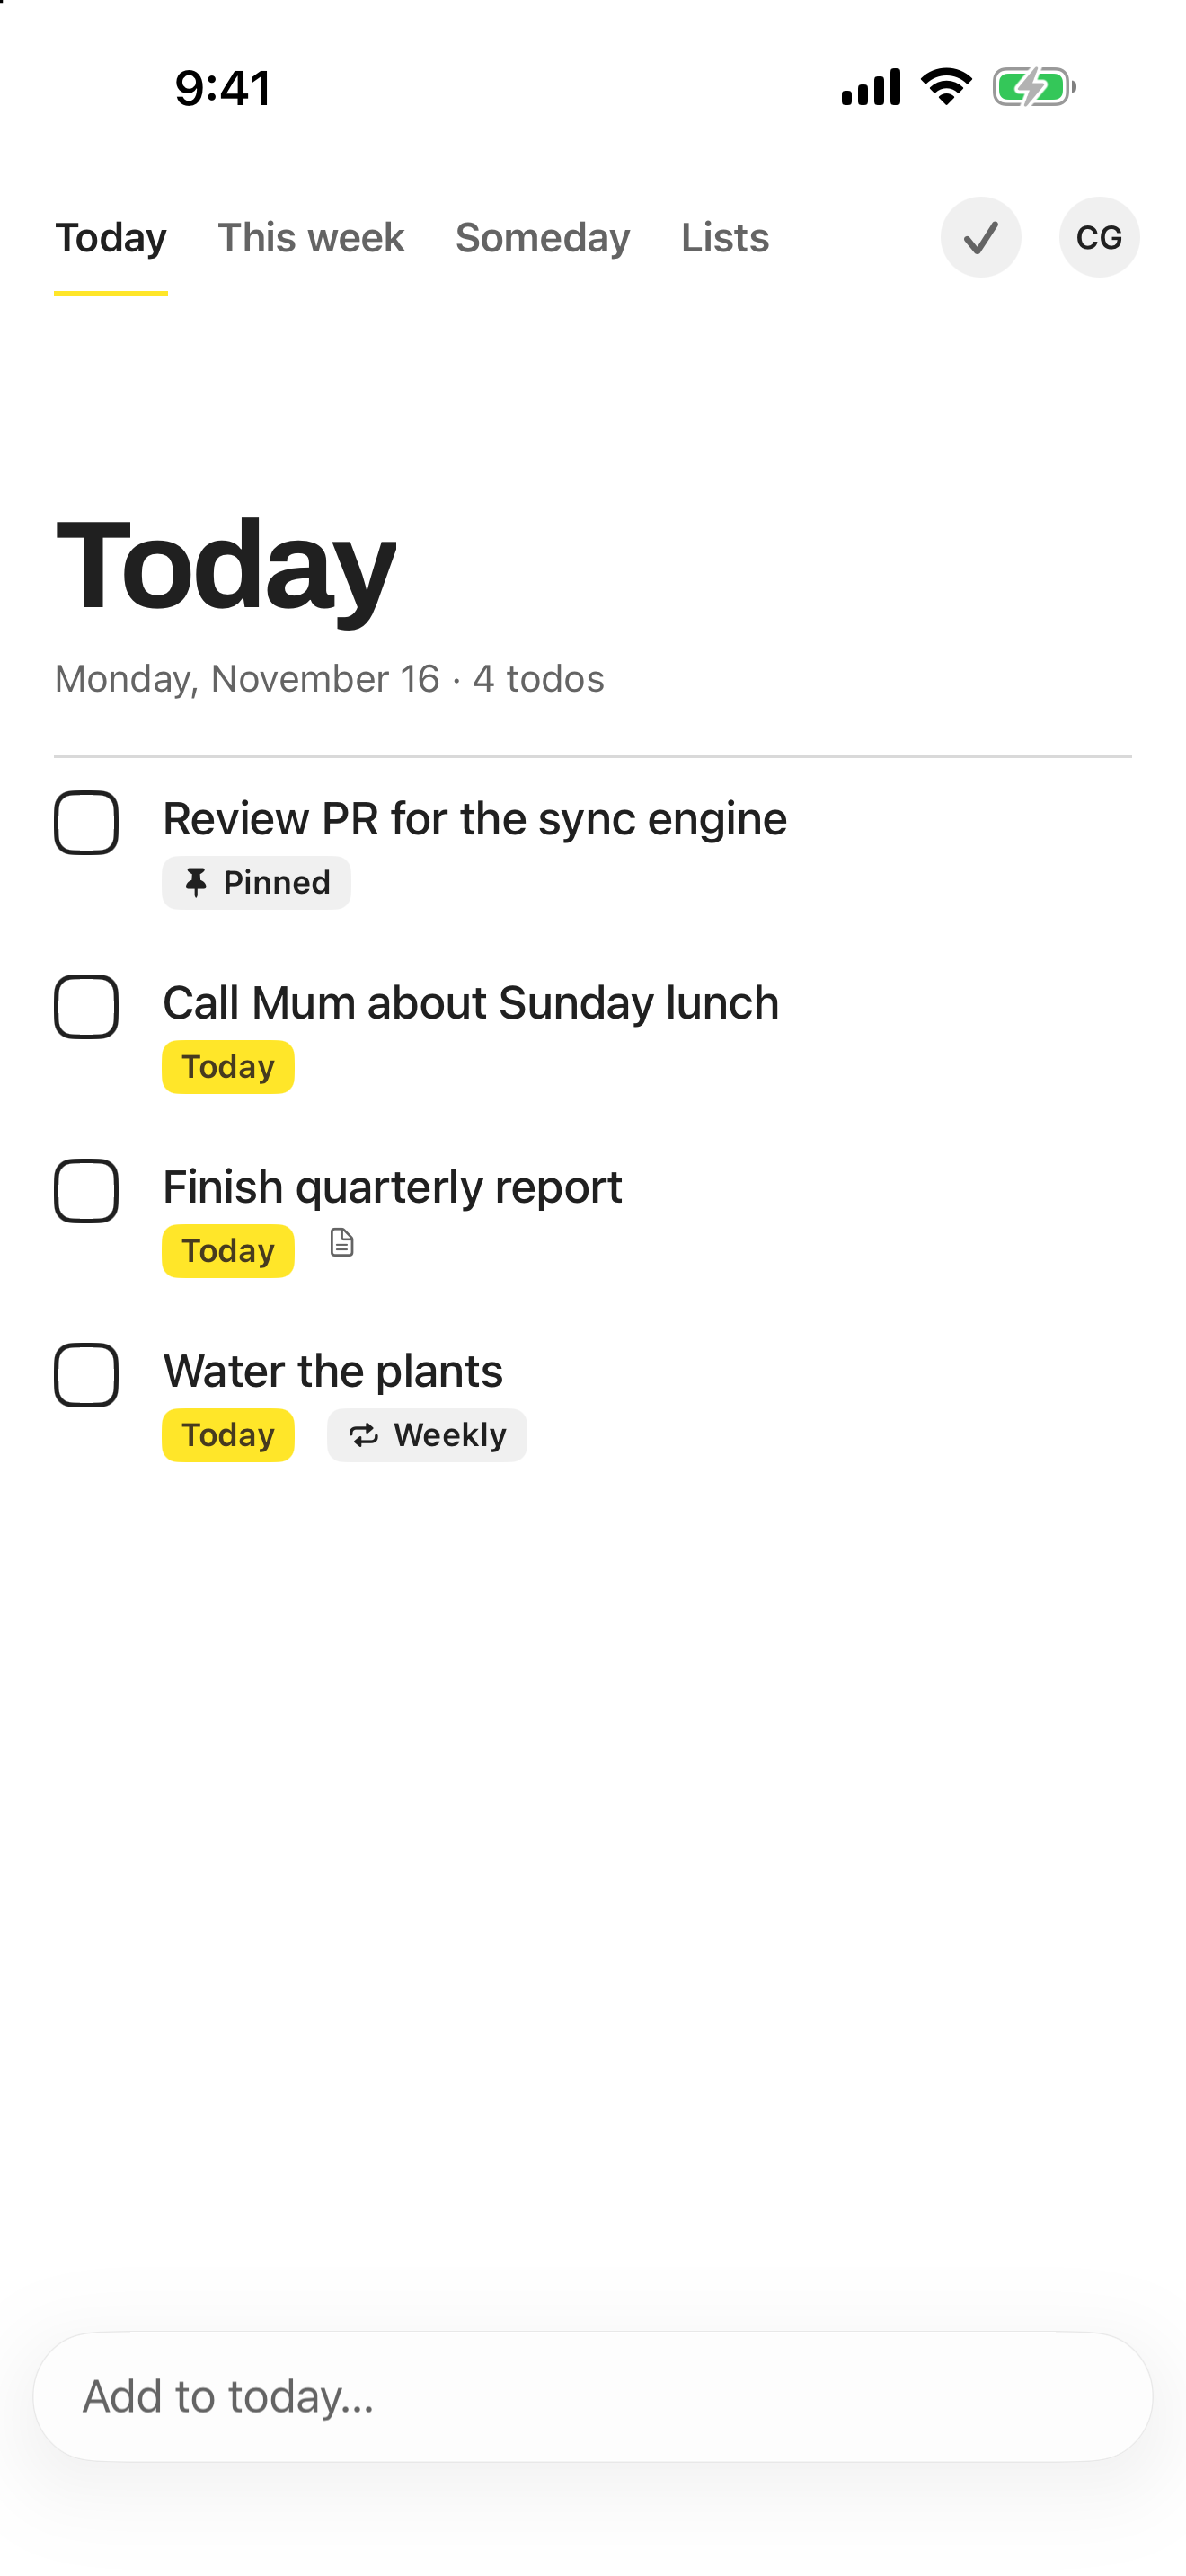 9:41
Today This week Someday Lists CG
Today
Monday, November 16 · 4 todos
Review PR for the sync engine
Pinned
Call Mum about Sunday lunch
Today
Finish quarterly report
Today
Water the plants
Today Weekly
Add to today...